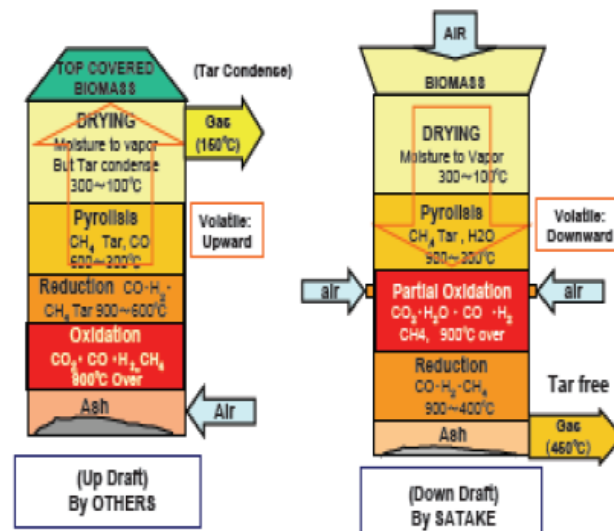 TOP COVERED
BIOMASS
(Tar Condense)
DRYING
Moisture to vapor
But Tar condense
300～100℃
Gas
(150℃)
Pyrolisis
CH4 Tar, CO
600～300℃
Volatile:
Upward
Reduction CO·H2·
CH4 Tar 900～600℃
Oxidation
CO2· CO ·H2, CH4
900℃ Over
Ash
Air
(Up Draft)
By OTHERS
AIR
BIOMASS
DRYING
Moisture to Vapor
300～100℃
Pyrolisis
CH4 Tar , H2O
900～300℃
Volatile:
Downward
air
Partial Oxidation
CO2·H2O · CO ·H2
CH4, 900℃ over
air
Reduction
CO·H2·CH4
900～400℃
Tar free
Ash
Gas
(450℃)
(Down Draft)
By SATAKE